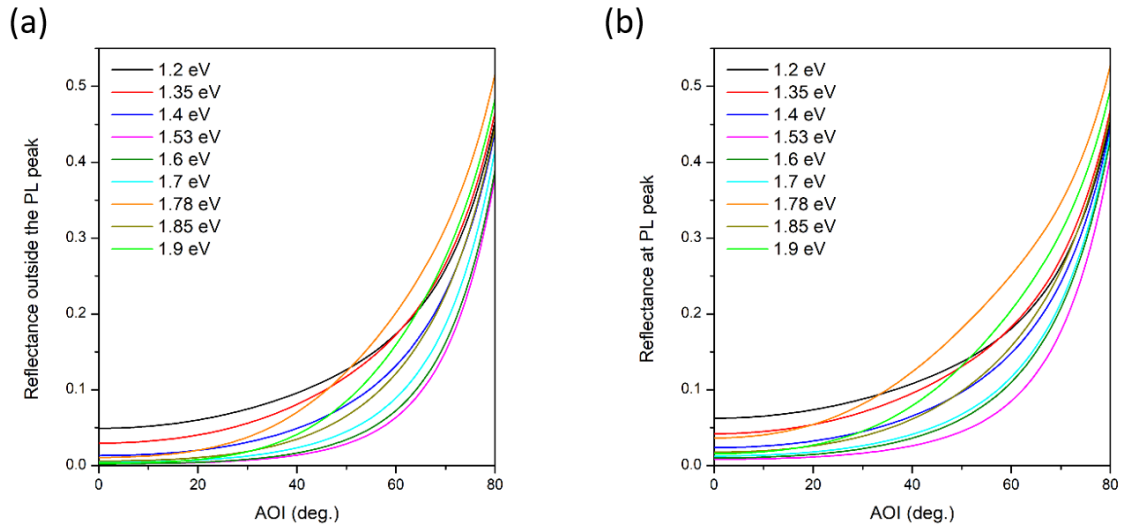 (a)
Reflectance outside the PL peak
0.5
0.4
0.3
0.2
0.1
0.0
1.2 eV
1.35 eV
1.4 eV
1.53 eV
1.6 eV
1.7 eV
1.78 eV
1.85 eV
1.9 eV
0
20
40
60
80
AOI (deg.)
(b)
Reflectance at PL peak
0.5
0.4
0.3
0.2
0.1
0.0
1.2 eV
1.35 eV
1.4 eV
1.53 eV
1.6 eV
1.7 eV
1.78 eV
1.85 eV
1.9 eV
0
20
40
60
80
AOI (deg.)